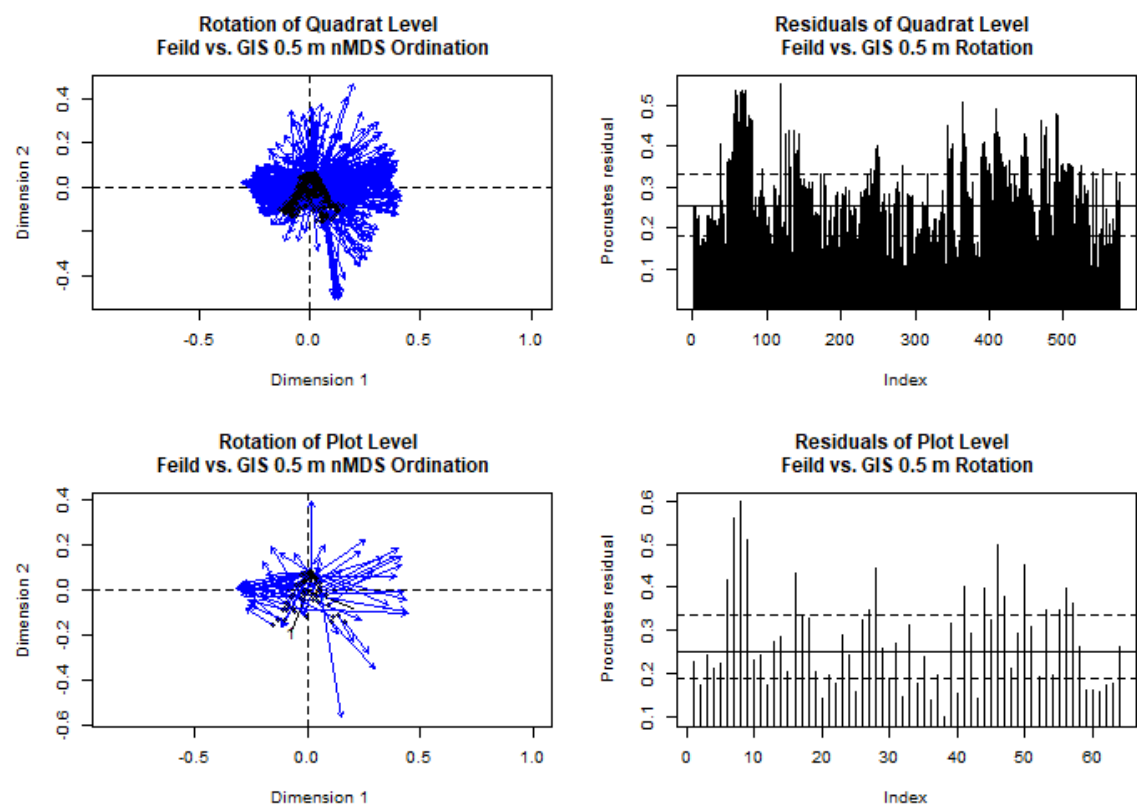 Rotation of Quadrat Level
Feild vs. GIS 0.5 m nMDS Ordination
Dimension 2
0.4
0.2
0.0
-0.4
-0.5
0.0
0.5
1.0
Dimension 1
Residuals of Quadrat Level
Feild vs. GIS 0.5 m Rotation
Procrustes residual
0.5
0.4
0.3
0.2
0.1
0
100
200
300
400
500
Index
Rotation of Plot Level
Feild vs. GIS 0.5 m nMDS Ordination
Dimension 2
0.4
0.2
0.0
-0.2
-0.4
-0.6
-0.5
0.0
0.5
1.0
Dimension 1
Residuals of Plot Level
Feild vs. GIS 0.5 m Rotation
Procrustes residual
0.6
0.5
0.4
0.3
0.2
0.1
0
10
20
30
40
50
60
Index